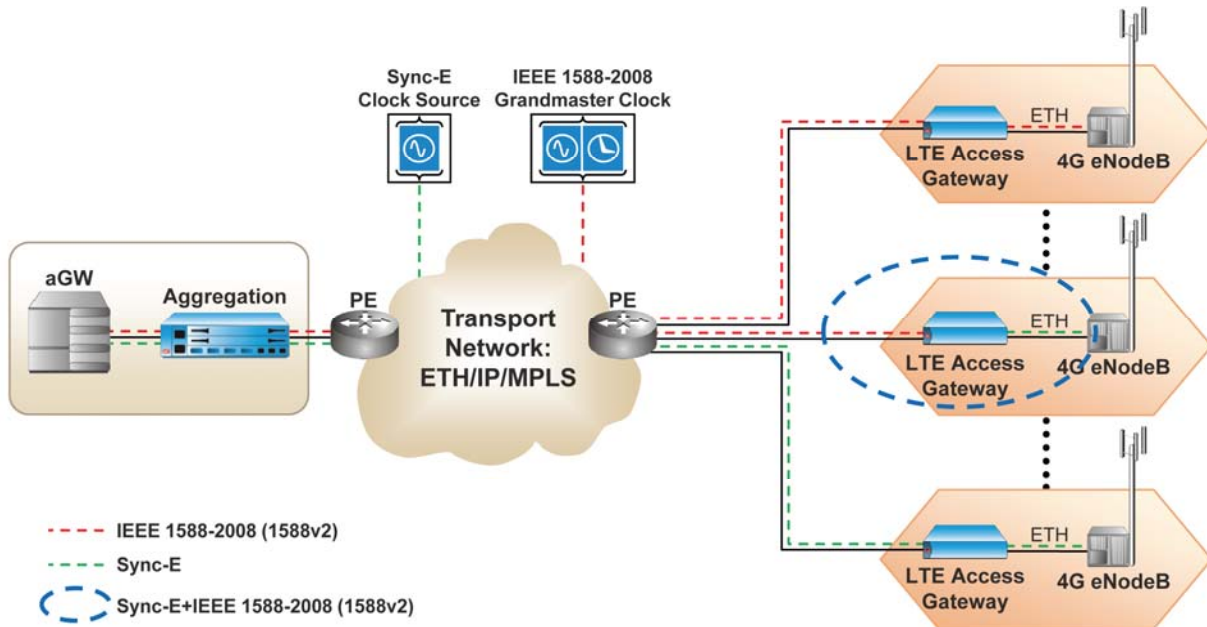 Sync-E
Clock Source
IEEE 1588-2008
Grandmaster Clock
ETH
LTE Access
Gateway
4G eNodeB
aGW
Aggregation
PE
Transport
Network:
ETH/IP/MPLS
PE
ETH
LTE Access
Gateway
4G eNodeB
ETH
LTE Access
Gateway
4G eNodeB
IEEE 1588-2008 (1588v2)
Sync-E
Sync-E+IEEE 1588-2008 (1588v2)